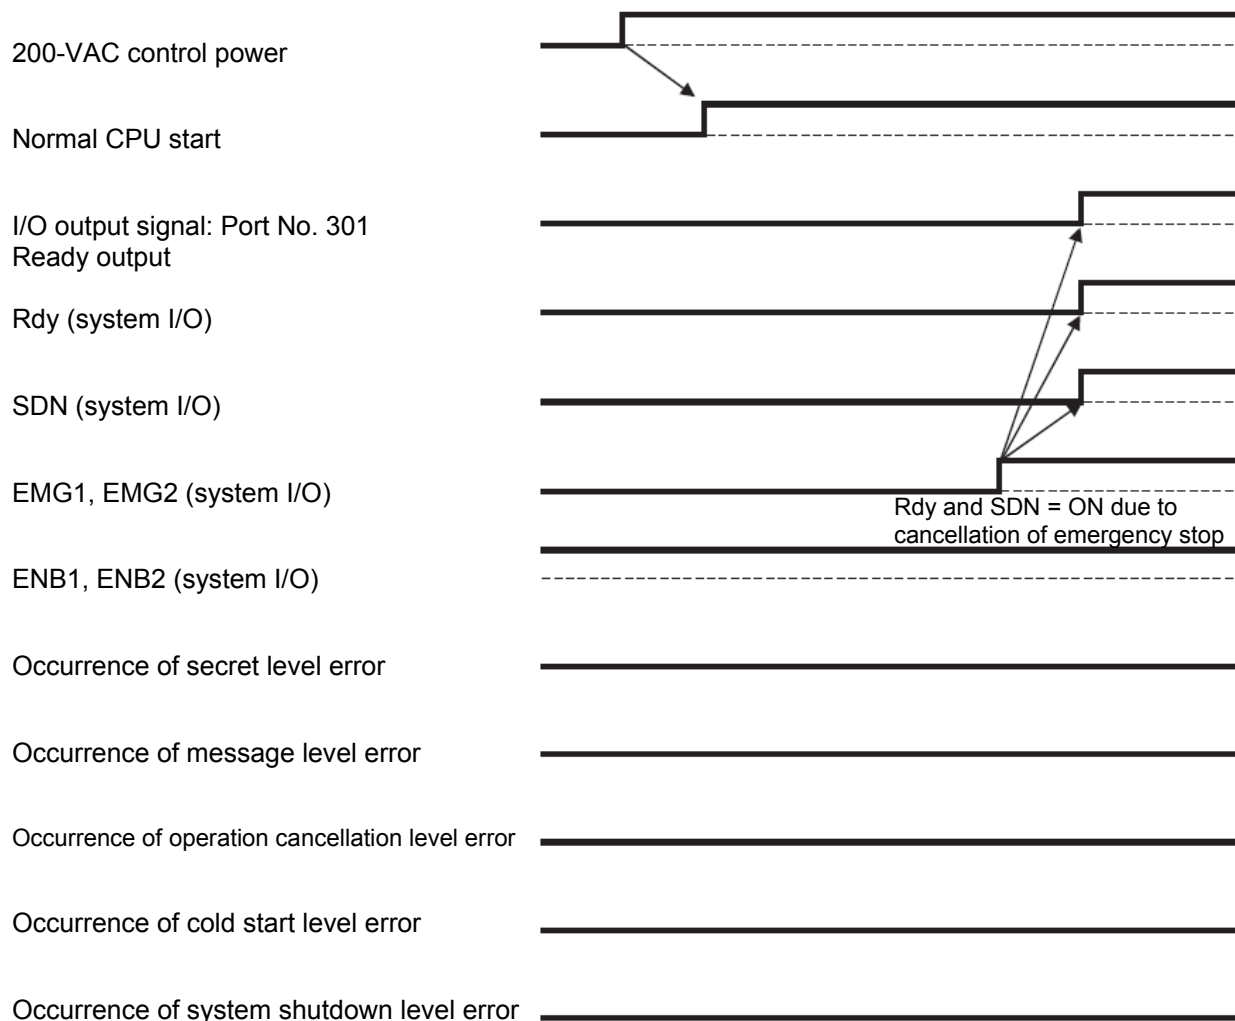 200-VAC control power
Normal CPU start
I/O output signal: Port No. 301
Ready output
Rdy (system I/O)
SDN (system I/O)
EMG1, EMG2 (system I/O)
Rdy and SDN = ON due to
cancellation of emergency stop
ENB1, ENB2 (system I/O)
Occurrence of secret level error
Occurrence of message level error
Occurrence of operation cancellation level error
Occurrence of cold start level error
Occurrence of system shutdown level error